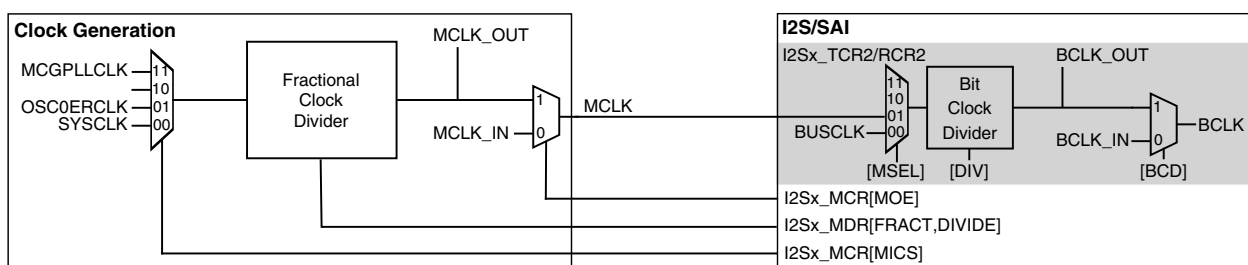 Clock Generation
MCGPLLCLK
11
10
OSC0ERCLK
01
SYSCLK
00
Fractional
Clock
Divider
MCLK_OUT
1
MCLK_IN
0
MCLK
I2S/SAI
I2Sx_TCR2/RCR2
11
10
01
BUSCLK
00
[MSEL]
Bit
Clock
Divider
[DIV]
BCLK_OUT
1
BCLK_IN
0
[BCD]
BCLK
I2Sx_MCR[MOE]
I2Sx_MDR[FRACT,DIVIDE]
I2Sx_MCR[MICS]